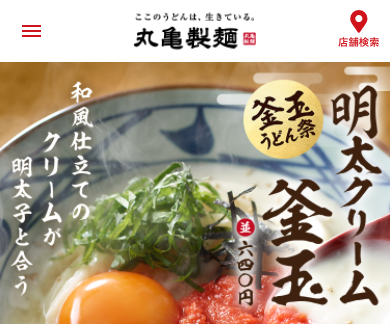 ここのうどんは、生きている。
丸亀製麺
店舗検索
釜玉
うどん祭
明太クリーム
釜玉
並
六四〇円
和風仕立ての
クリームが
明太子と合う